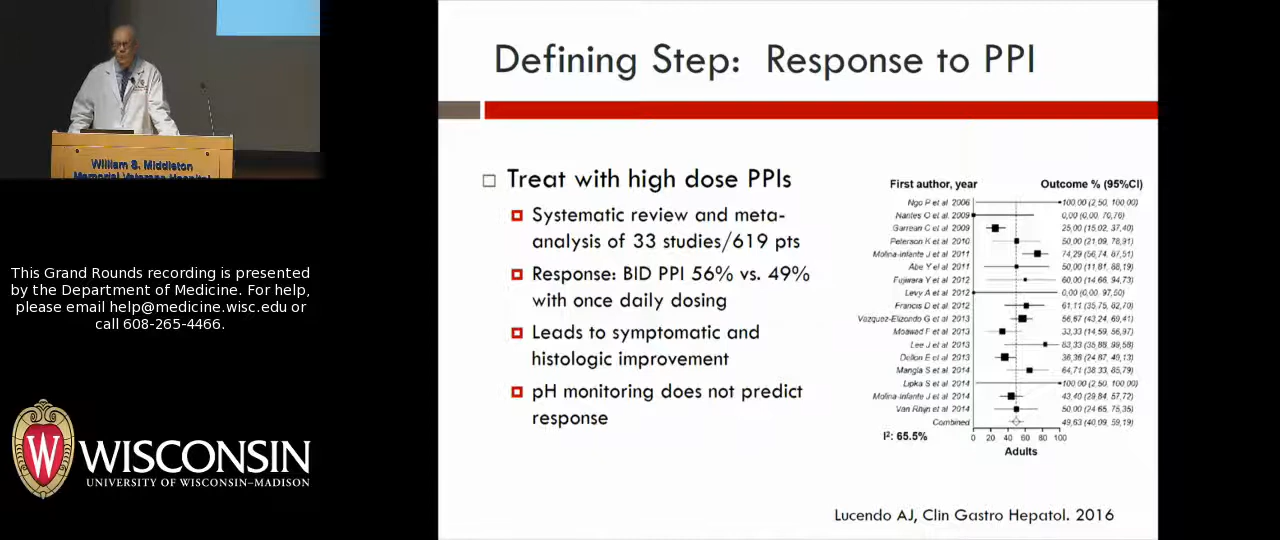 William S. Middleton
Memorial Veterans Hospital
This Grand Rounds recording is presented
by the Department of Medicine. For help,
please email help@medicine.wisc.edu or
call 608-265-4466.
W
WISCONSIN
UNIVERSITY OF WISCONSIN–MADISON
Defining Step: Response to PPI
Treat with high dose PPIs
Systematic review and meta-
analysis of 33 studies/619 pts
Response: BID PPI 56% vs. 49%
with once daily dosing
Leads to symptomatic and
histologic improvement
pH monitoring does not predict
response
First author, year Outcome % (95%CI)
Ngo P et al 2006 100,00 (2,50, 100,00)
Nantes O et al. 2009 0,00 (0,00, 70,76)
Garrean C et al 2009 25,00 (15,02, 37,40)
Peterson K et al 2010 50,00 (21,09, 78,91)
Molina-Infante J et al 2011 74,29 (56,74, 87,51)
Abe Y et al 2011 50,00 (11,81, 88,19)
Fujiwara Y et al 2012 60,00 (14,66, 94,73)
Levy A et al 2012 0,00 (0,00, 97,50)
Francis D et al. 2012 61,11 (35,75, 82,70)
Vazquez-Elizondo G et al 2013 56,67 (43,24, 69,41)
Moawad F et al 2013 33,33 (14,59, 56,97)
Lee J et al 2013 83,33 (35,88, 99,58)
Dellon E et al 2013 36,36 (24,87, 49,13)
Mangla S et al 2014 64,71 (38,33, 85,79)
Lipka S et al 2014 100,00 (2,50, 100,00)
Molina-Infante J et al 2014 43,40 (29,84, 57,72)
Van Rhijn et al 2014 50,00 (24,65, 75,35)
Combined 49,63 (40,09, 59,19)
I²: 65.5%
0 20 40 60 80 100
Adults
Lucendo AJ, Clin Gastro Hepatol. 2016